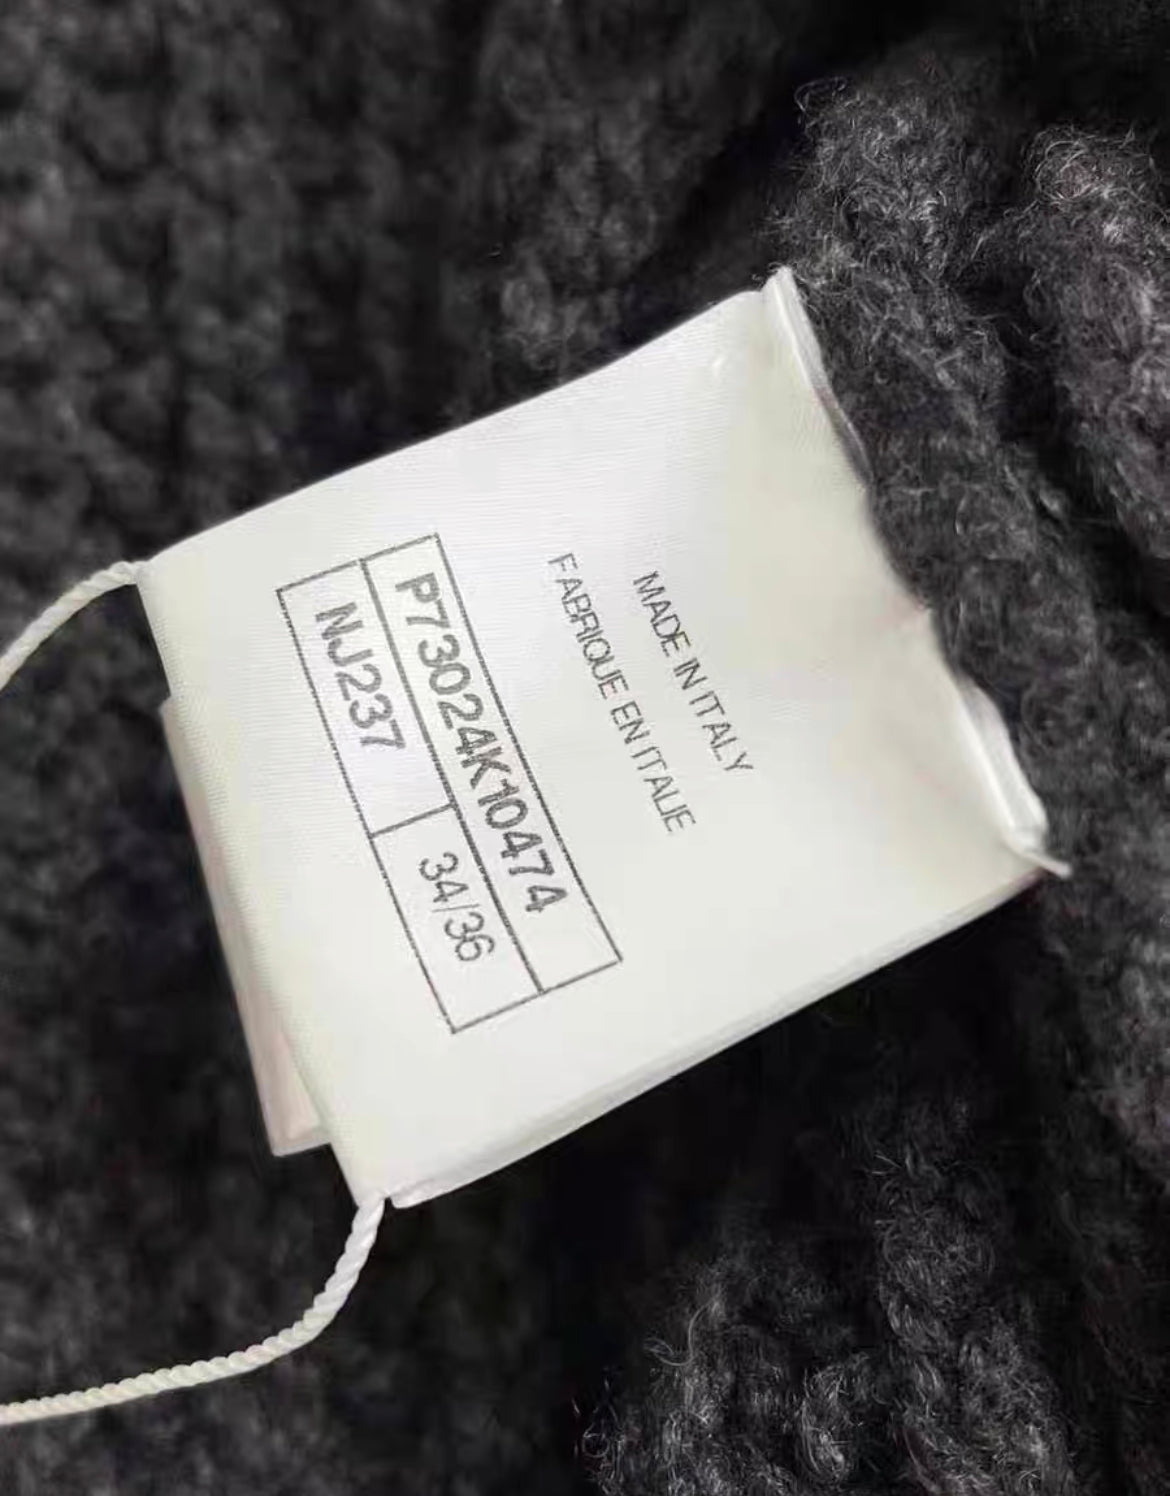 MADE IN ITALY
FABRIQUE EN ITALIE
P73024K10474
NJ237 34/36